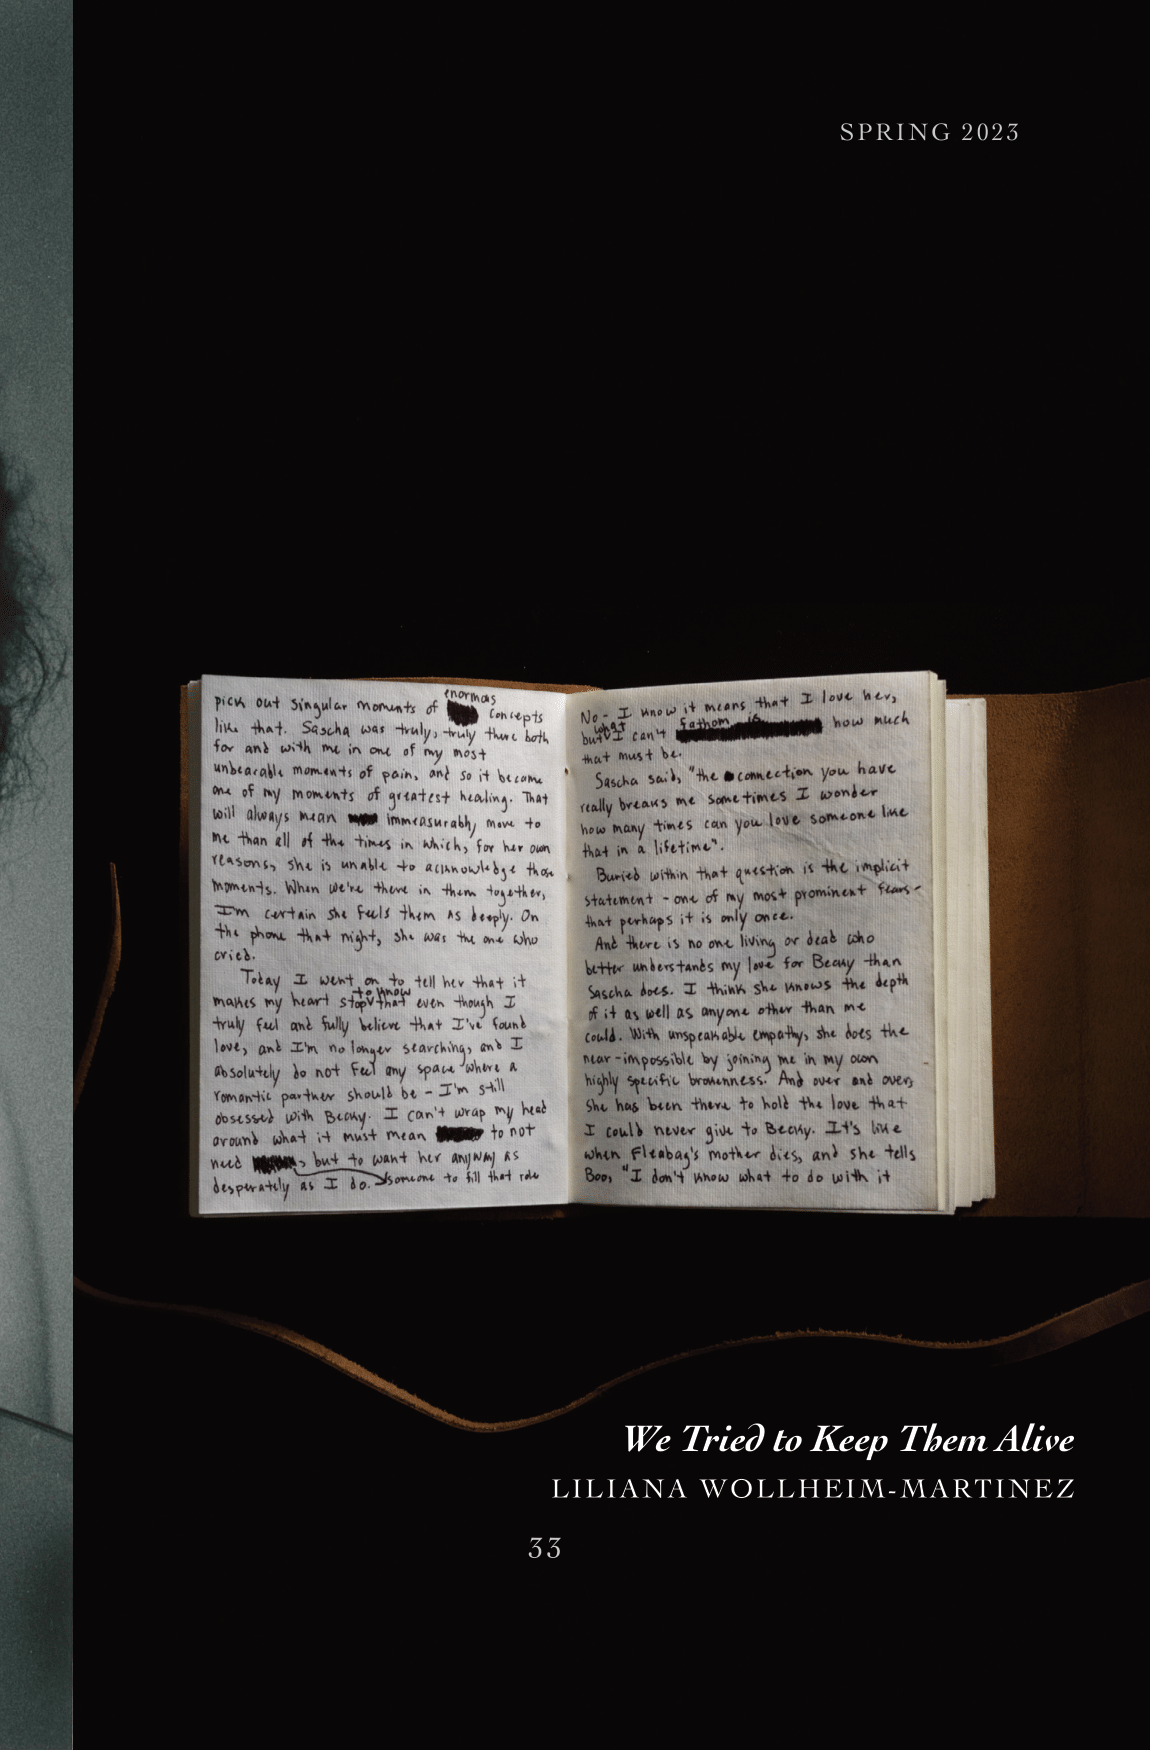 SPRING 2023
enormous
pick out singular moments of concepts
like that. Sascha was truly, truly there both
for and with me in one of my most
unbearable moments of pain, and so it became
one of my moments of greatest healing. That
will always mean immeasurably more to
me than all of the times in which, for her own
reasons, she is unable to acknowledge those
moments. When we're there in them together,
I'm certain she feels them as deeply. On
the phone that night, she was the one who
cried.
Today I went on to tell her that it
to know
makes my heart stop that even though I
truly feel and fully believe that I've found
love, and I'm no longer searching, and I
absolutely do not feel any space where a
romantic partner should be - I'm still
obsessed with Becky. I can't wrap my head
around what it must mean to not
need , but to want her anyway as
desperately as I do. someone to fill that role
No - I know it means that I love her,
what fathom is
but I can't how much
that must be.
Sascha said, "the connection you have
really breaks me sometimes I wonder
how many times can you love someone like
that in a lifetime".
Buried within that question is the implicit
statement - one of my most prominent fears -
that perhaps it is only once.
And there is no one living or dead who
better understands my love for Becky than
Sascha does. I think she knows the depth
of it as well as anyone other than me
could. With unspeakable empathy, she does the
near-impossible by joining me in my own
highly specific brokenness. And over and over,
she has been there to hold the love that
I could never give to Becky. It's like
when Fleabag's mother dies, and she tells
Boo, "I don't know what to do with it
We Tried to Keep Them Alive
LILIANA WOLLHEIM-MARTINEZ
33